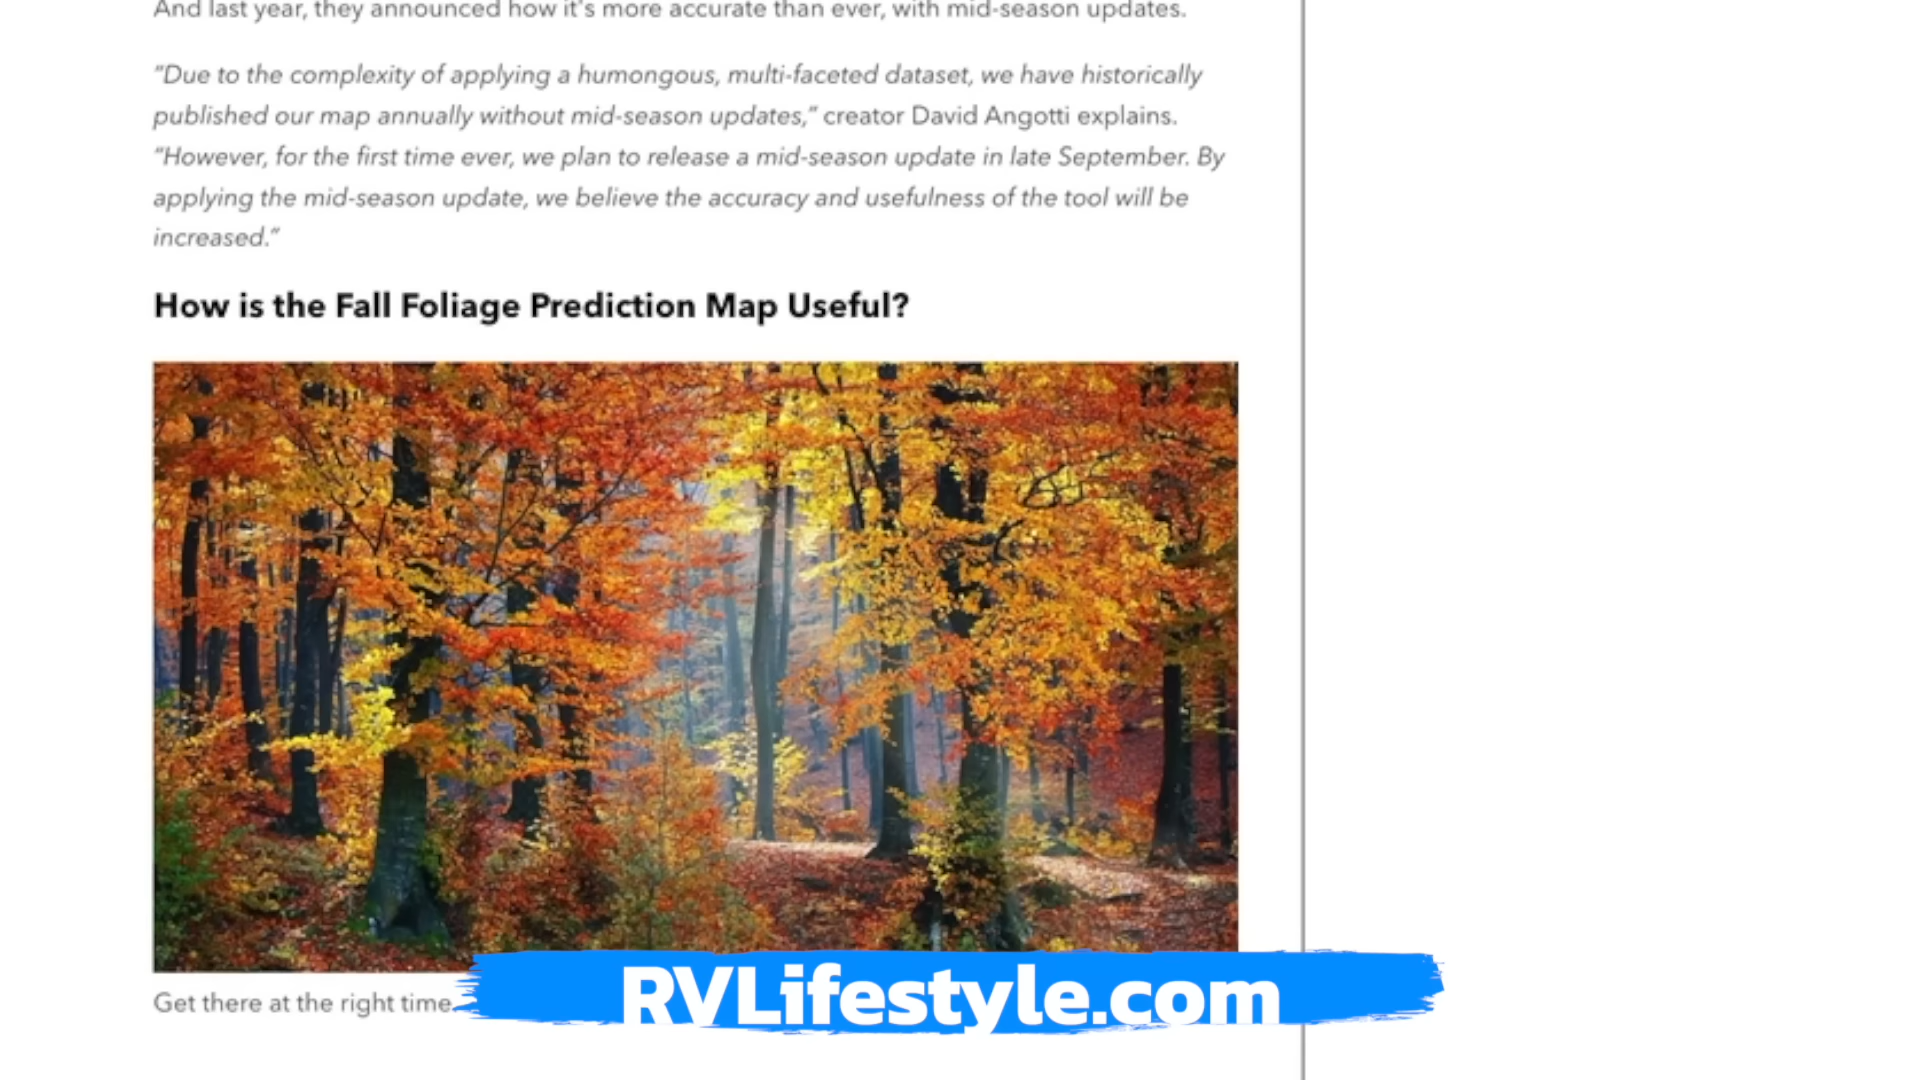 And last year, they announced how it's more accurate than ever, with mid-season updates.
"Due to the complexity of applying a humongous, multi-faceted dataset, we have historically
published our map annually without mid-season updates," creator David Angotti explains.
"However, for the first time ever, we plan to release a mid-season update in late September. By
applying the mid-season update, we believe the accuracy and usefulness of the tool will be
increased."
How is the Fall Foliage Prediction Map Useful?
Get there at the right time.
RVLifestyle.com